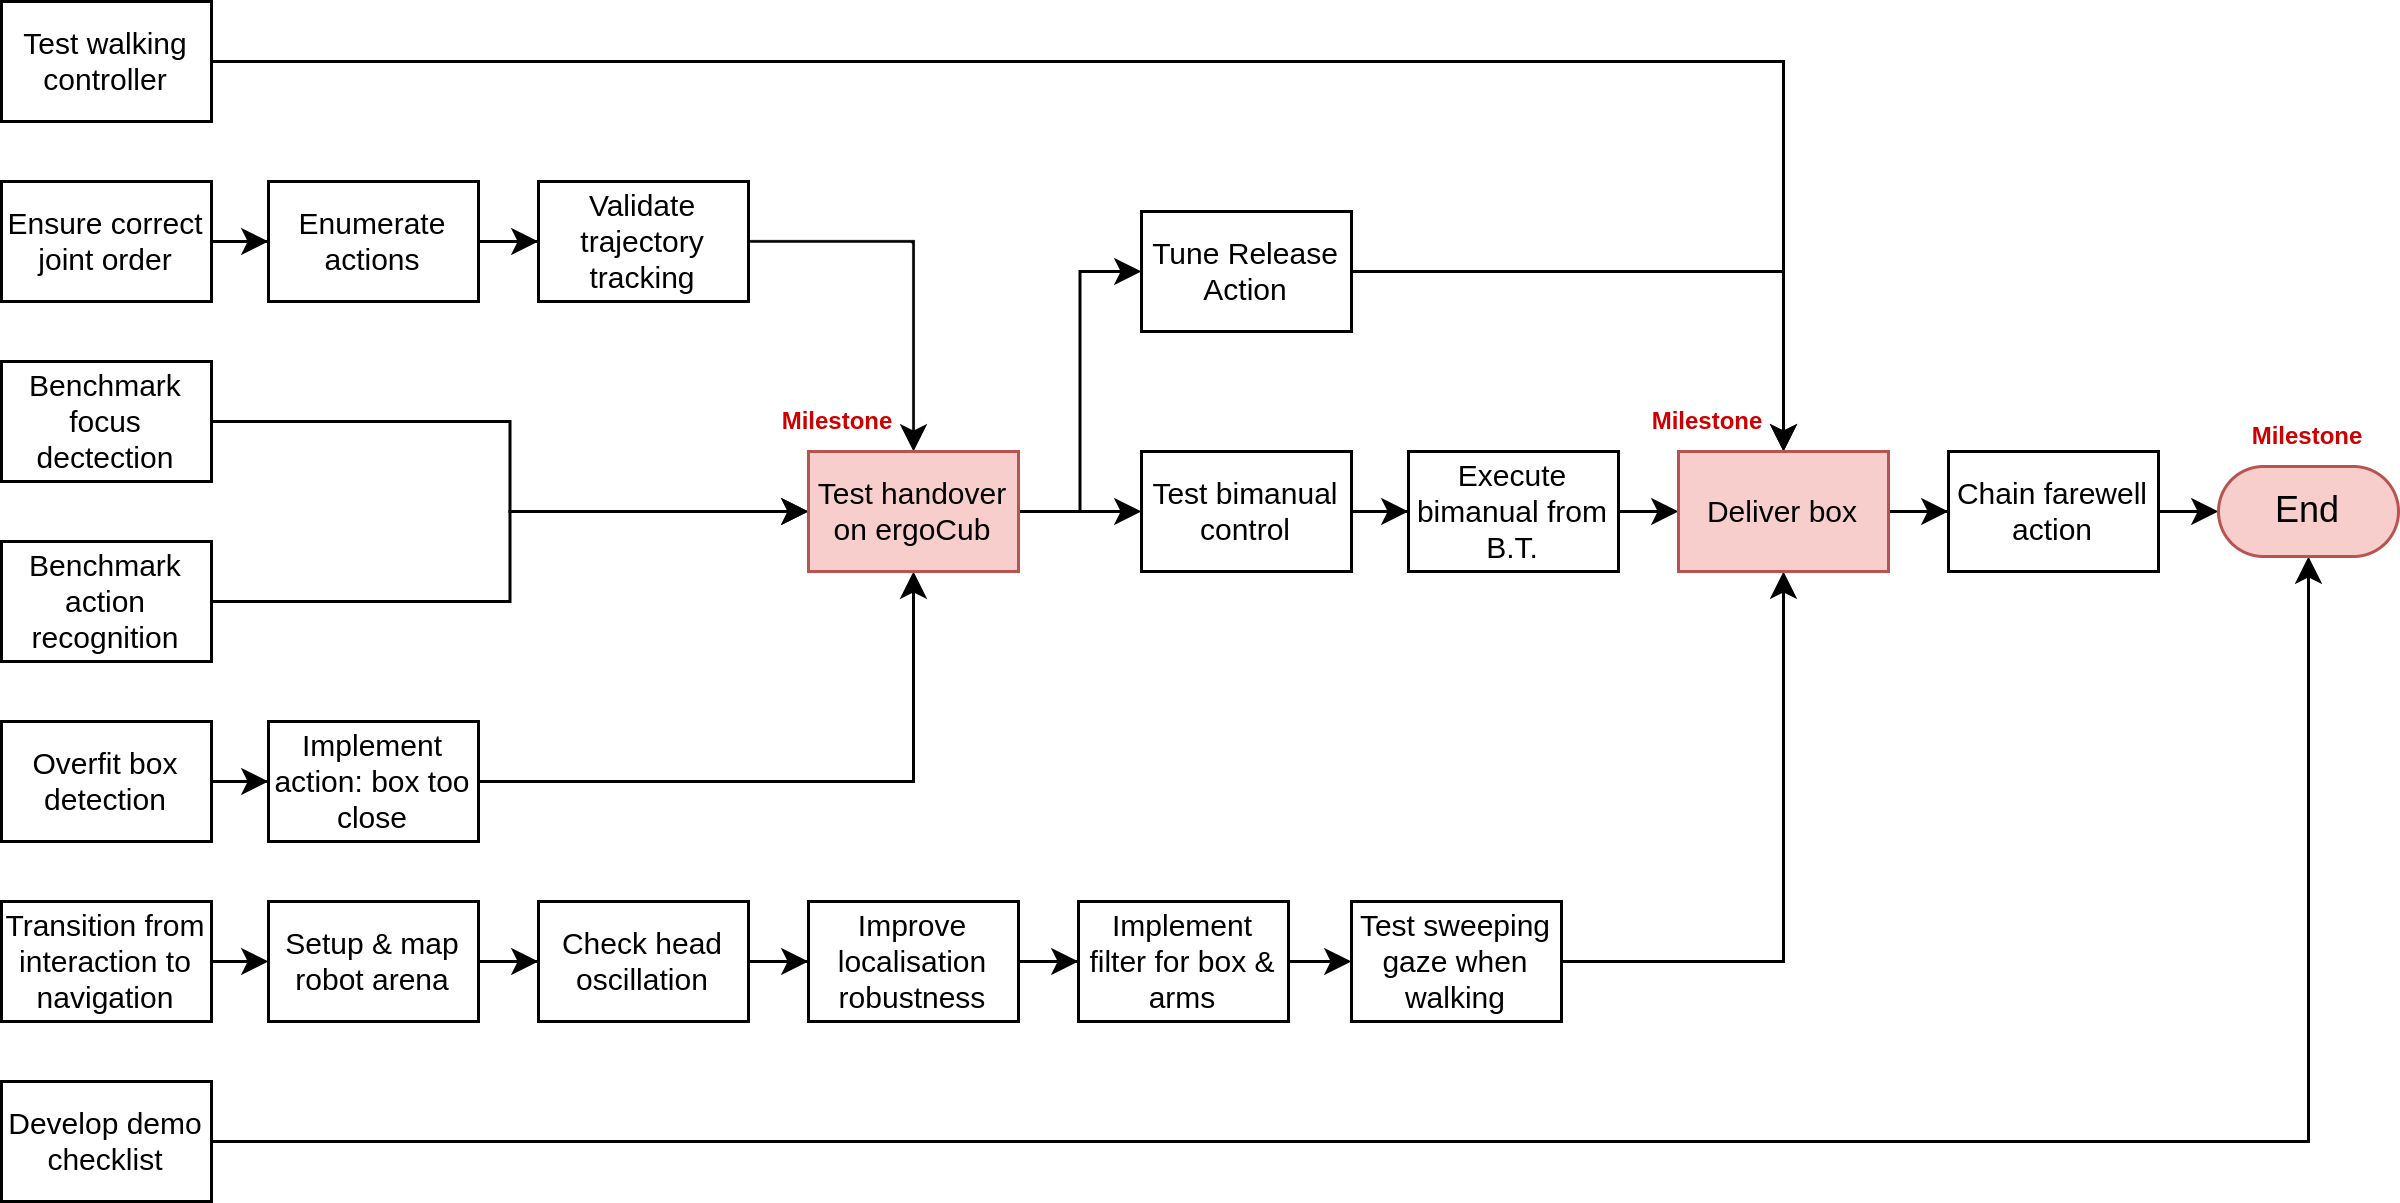 Test walking
controller
Ensure correct
joint order
Enumerate
actions
Validate
trajectory
tracking
Tune Release
Action
Benchmark
focus
dectection
Milestone
Milestone
Milestone
Test handover
on ergoCub
Test bimanual
control
Execute
bimanual from
B.T.
Deliver box
Chain farewell
action
End
Benchmark
action
recognition
Overfit box
detection
Implement
action: box too
close
Transition from
interaction to
navigation
Setup & map
robot arena
Check head
oscillation
Improve
localisation
robustness
Implement
filter for box &
arms
Test sweeping
gaze when
walking
Develop demo
checklist